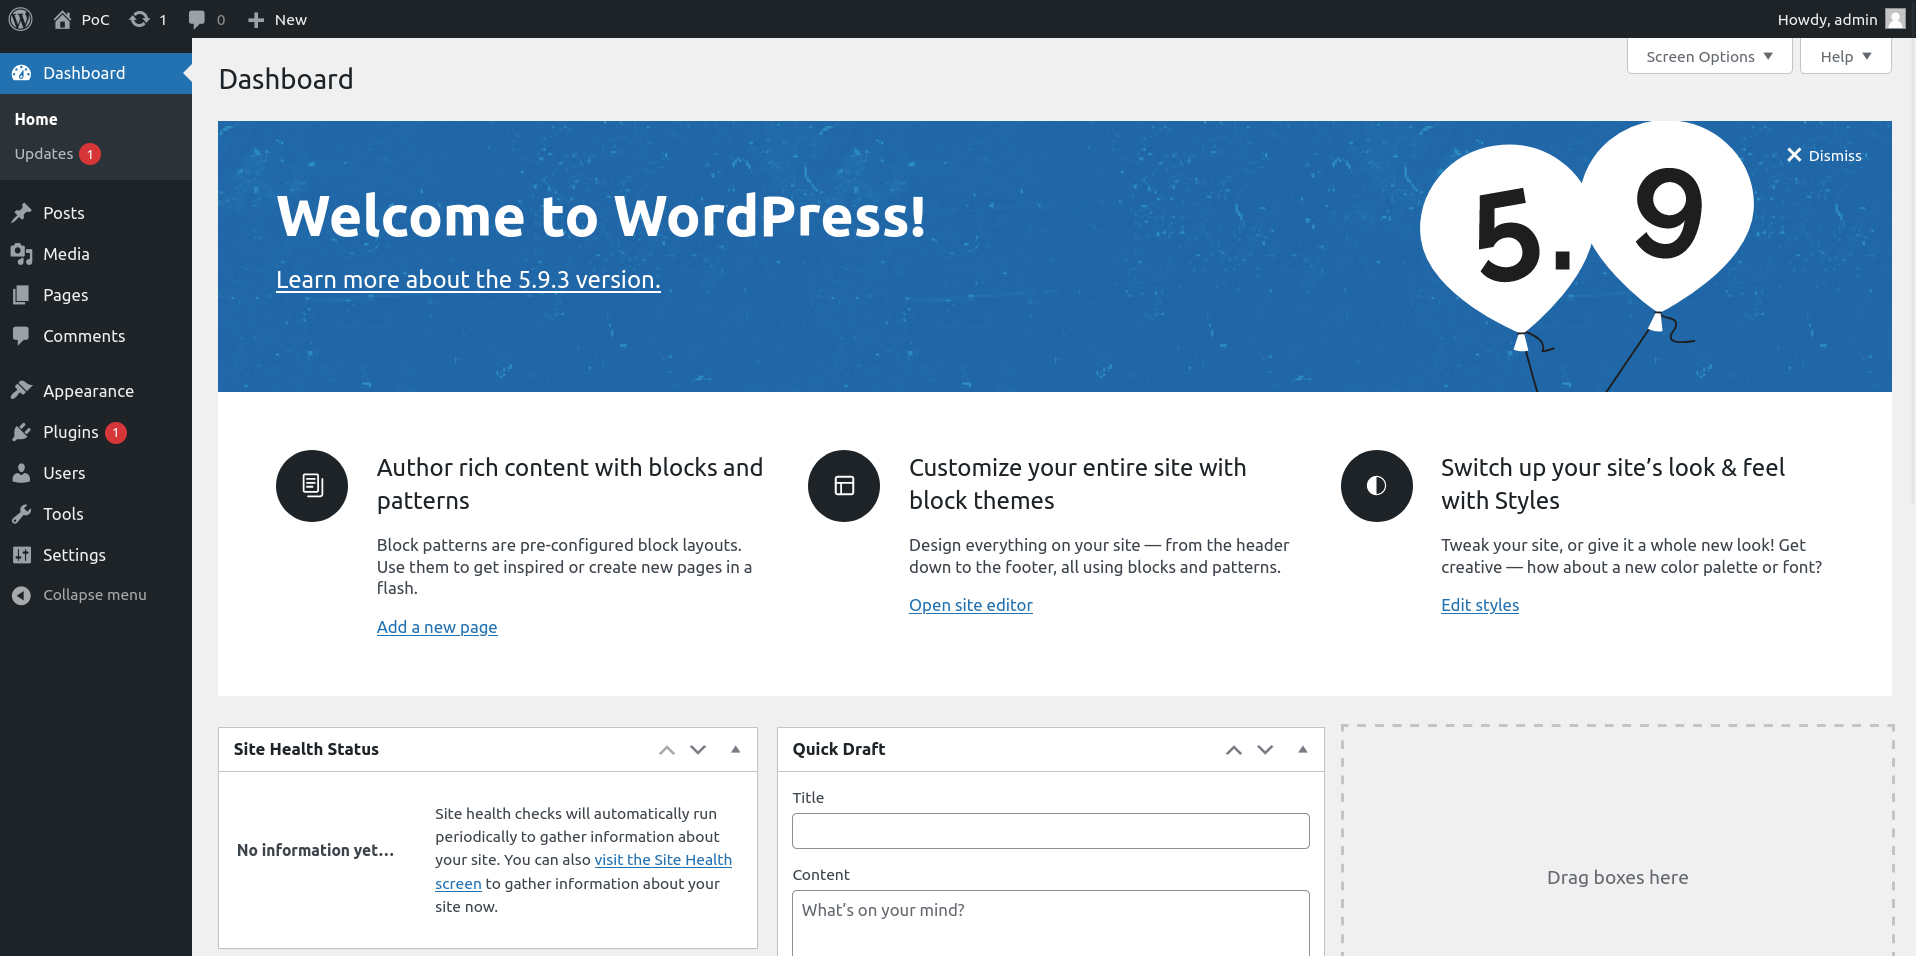 PoC
1
0
New
Howdy, admin
Dashboard
Home
Updates 1
Posts
Media
Pages
Comments
Appearance
Plugins 1
Users
Tools
Settings
Collapse menu
Screen Options
Help
Dashboard
Dismiss
Welcome to WordPress!
Learn more about the 5.9.3 version.
5.9
Author rich content with blocks and
patterns
Block patterns are pre-configured block layouts.
Use them to get inspired or create new pages in a
flash.
Add a new page
Customize your entire site with
block themes
Design everything on your site — from the header
down to the footer, all using blocks and patterns.
Open site editor
Switch up your site’s look & feel
with Styles
Tweak your site, or give it a whole new look! Get
creative — how about a new color palette or font?
Edit styles
Site Health Status
No information yet…
Site health checks will automatically run
periodically to gather information about
your site. You can also visit the Site Health
screen to gather information about your
site now.
Quick Draft
Title
Content
What’s on your mind?
Drag boxes here